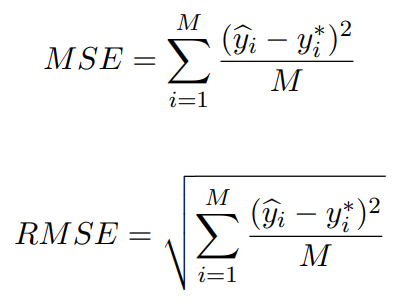 $MSE = \sum_{i=1}^{M} \frac{(\widehat{y}_i - y_i^*)^2}{M}$
$RMSE = \sqrt{\sum_{i=1}^{M} \frac{(\widehat{y}_i - y_i^*)^2}{M}}$